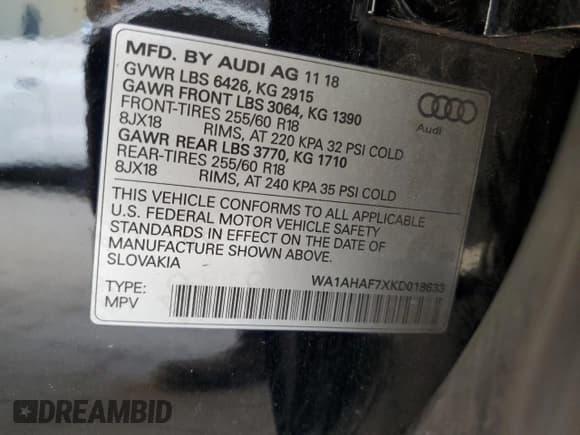 MFD. BY AUDI AG 11 18
GVWR LBS 6426, KG 2915
GAWR FRONT LBS 3064, KG 1390
FRONT-TIRES 255/60 R18
8JX18 RIMS, AT 220 KPA 32 PSI COLD
GAWR REAR LBS 3770, KG 1710
REAR-TIRES 255/60 R18
8JX18 RIMS, AT 240 KPA 35 PSI COLD
THIS VEHICLE CONFORMS TO ALL APPLICABLE
U.S. FEDERAL MOTOR VEHICLE SAFETY
STANDARDS IN EFFECT ON THE DATE OF
MANUFACTURE SHOWN ABOVE.
SLOVAKIA
Audi
WA1AHAF7XKD018633
TYPE:
MPV
DREAMBID